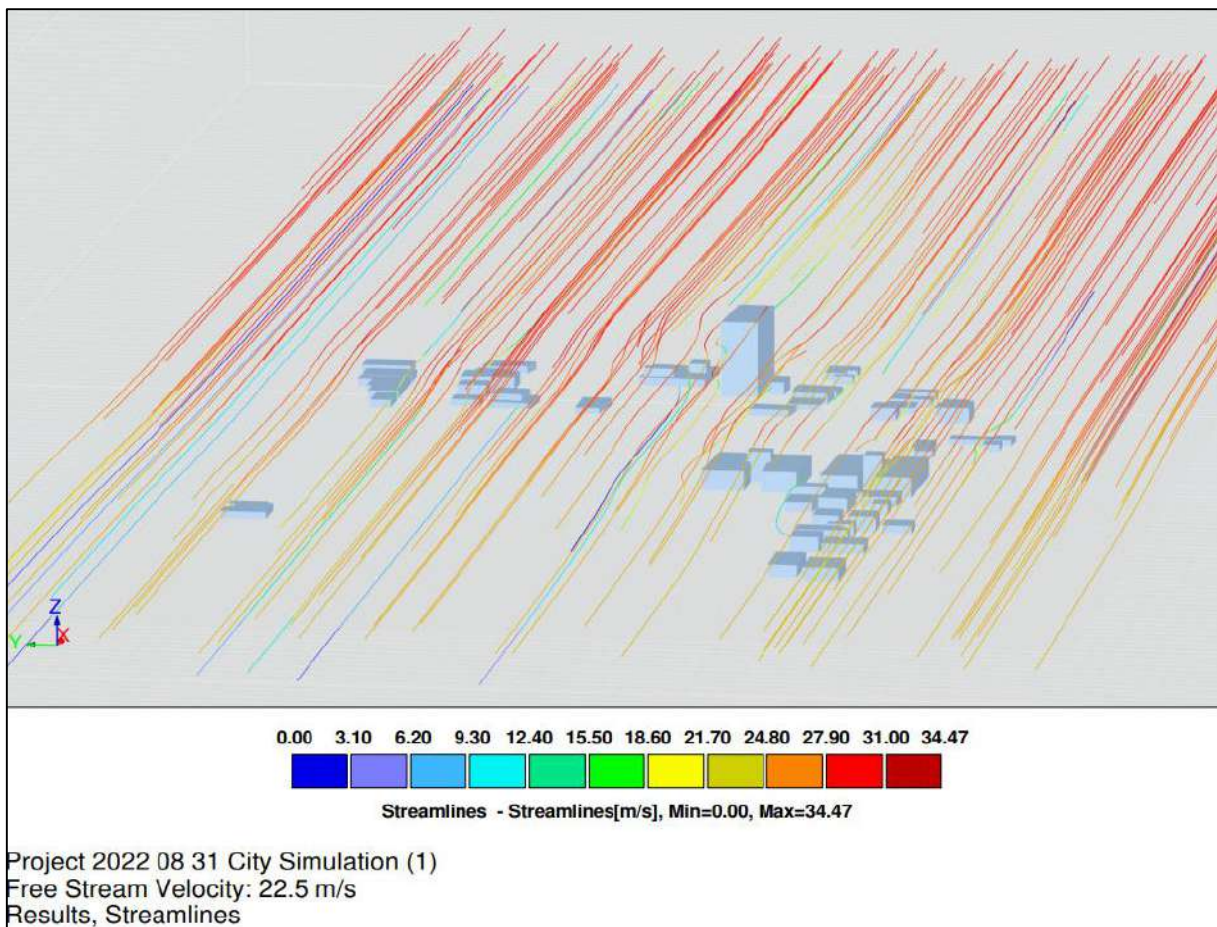 Z
Y X
0.00 3.10 6.20 9.30 12.40 15.50 18.60 21.70 24.80 27.90 31.00 34.47
Streamlines - Streamlines[m/s], Min=0.00, Max=34.47
Project 2022 08 31 City Simulation (1)
Free Stream Velocity: 22.5 m/s
Results, Streamlines